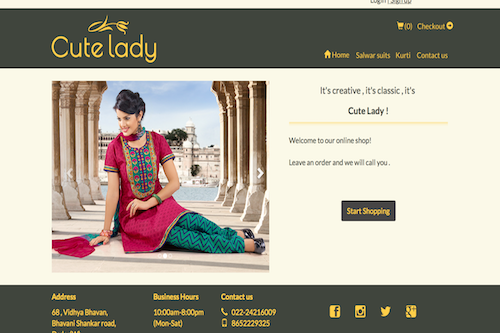 Login | Sign up
(0) Checkout
Cute lady
Home Salwar suits Kurti Contact us
It's creative , it's classic , it's
Cute Lady !
Welcome to our online shop!
Leave an order and we will call you .
Start Shopping
Address
68 , Vidhya Bhavan,
Bhavani Shankar road,
Business Hours
10:00am-8:00pm
(Mon-Sat)
Contact us
022-24216009
8652229325